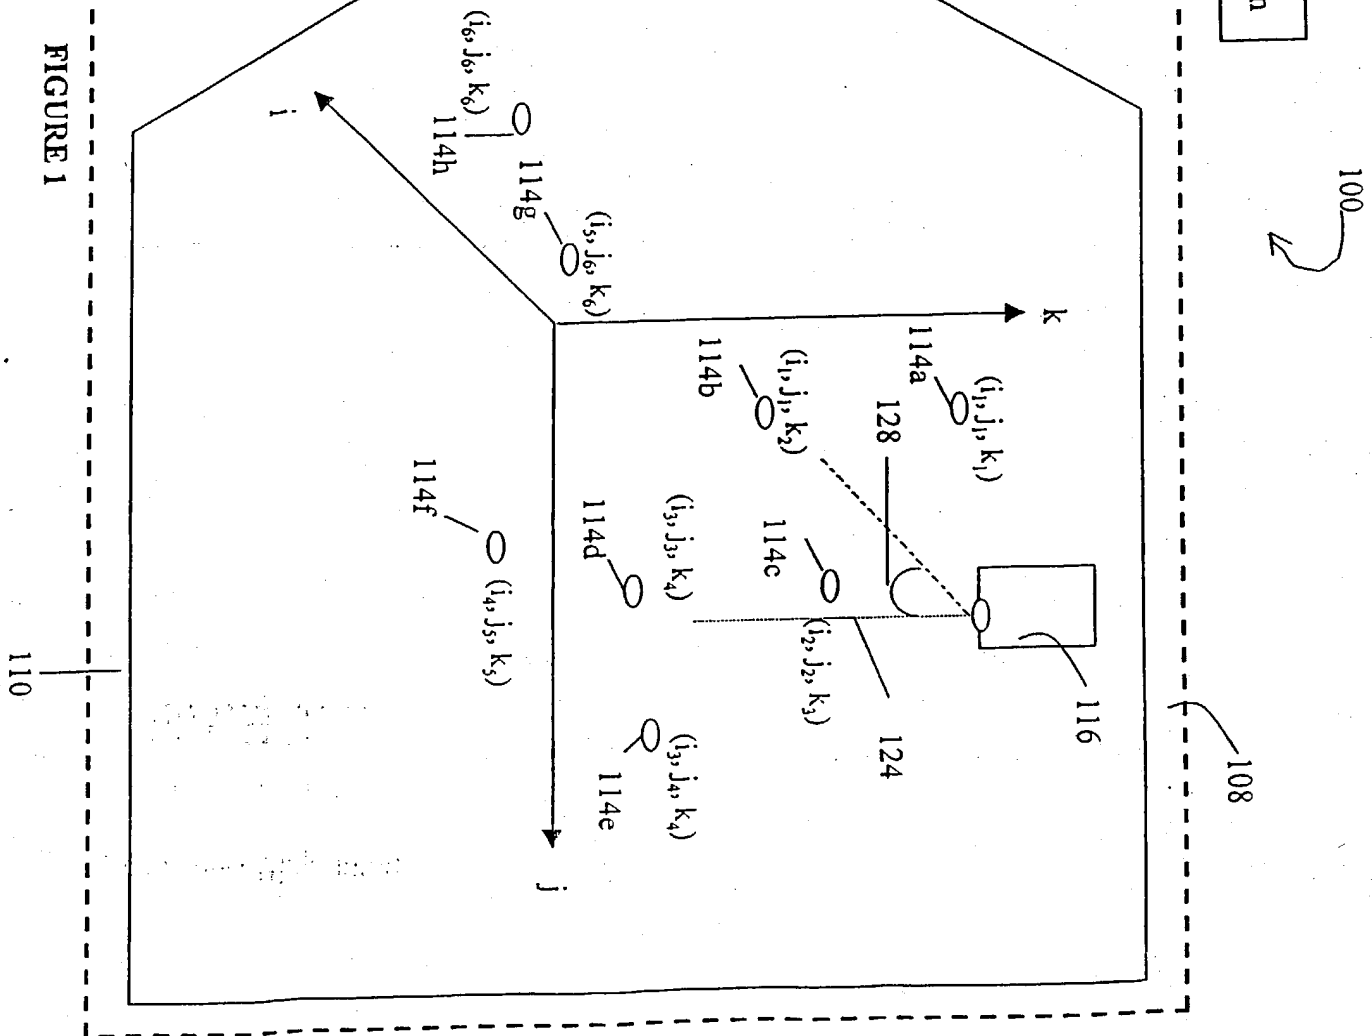 n
100
108
116
k
(i₁, j₁, k₁)
114a
128
124
(i₂, j₂, k₃)
114c
(i₁, j₁, k₂)
114b
(i₃, j₄, k₄)
114e
(i₃, j₃, k₄)
114d
(i₅, j₆, k₆)
114g
j
(i₄, j₅, k₅)
114f
(i₆, j₆, k₆)
114h
i
110
FIGURE 1